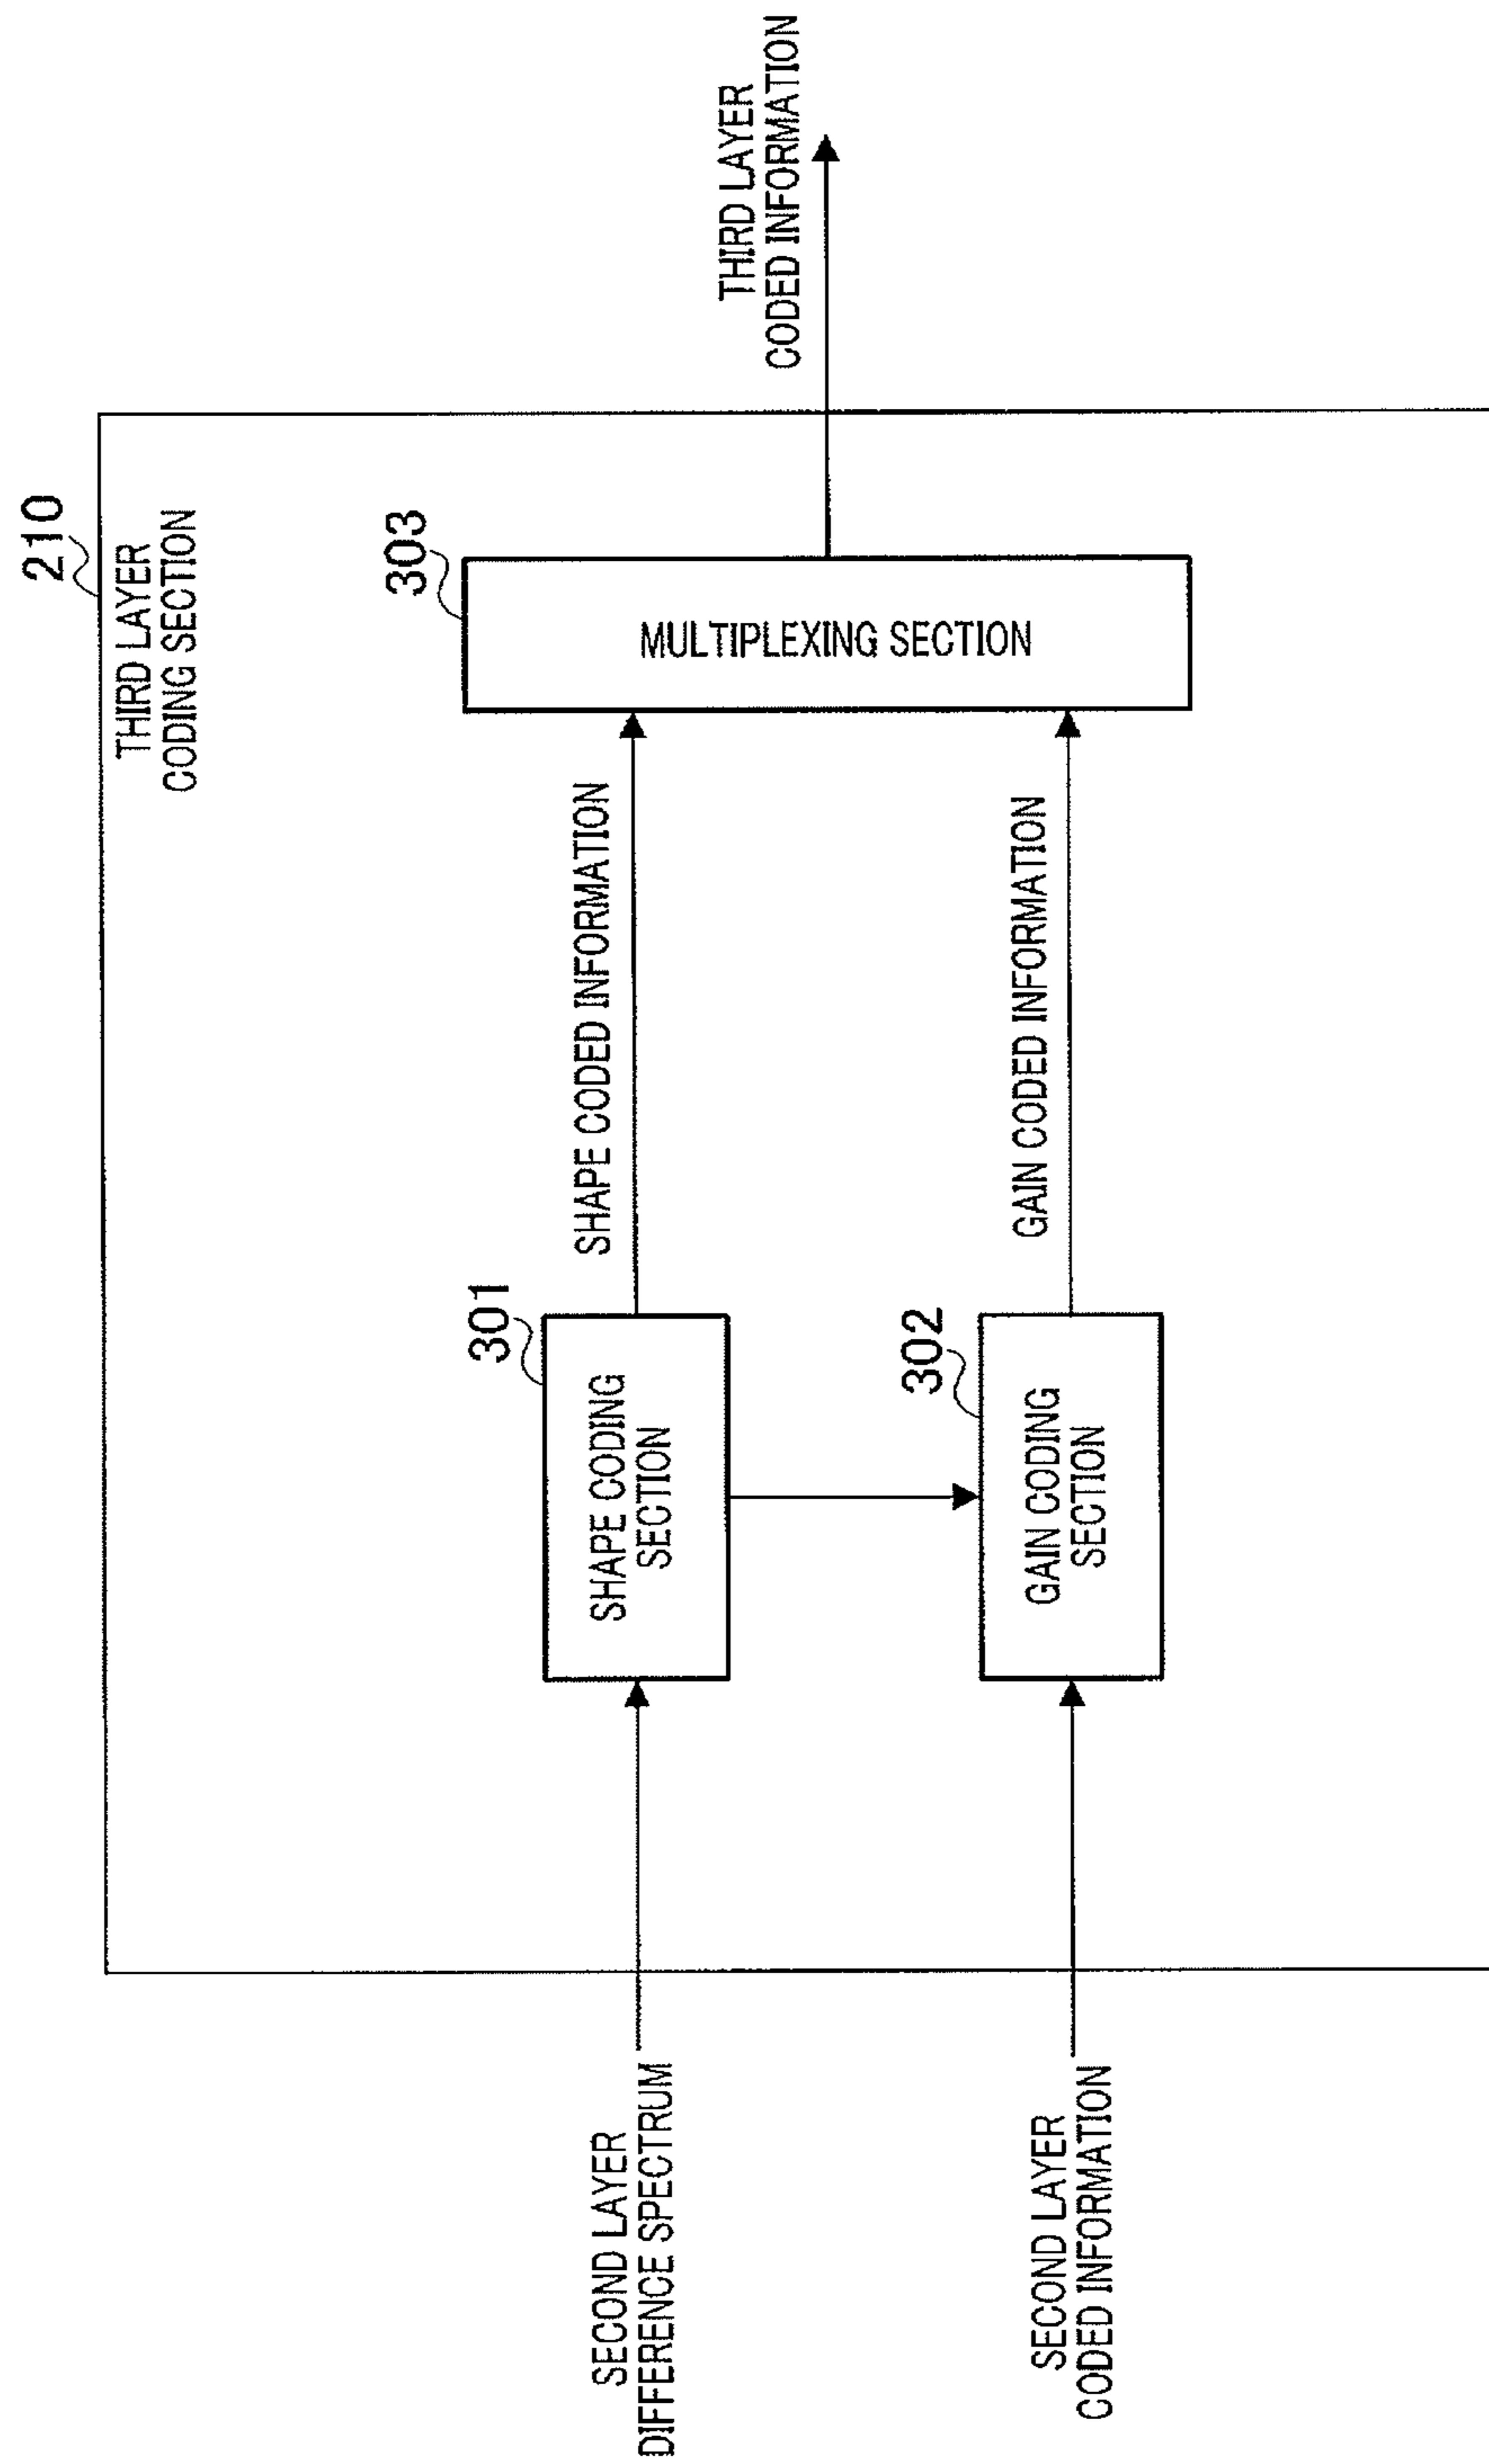 210
THIRD LAYER
CODING SECTION
SECOND LAYER
DIFFERENCE SPECTRUM
301
SHAPE CODING
SECTION
SHAPE CODED INFORMATION
303
MULTIPLEXING SECTION
THIRD LAYER
CODED INFORMATION
SECOND LAYER
CODED INFORMATION
302
GAIN CODING
SECTION
GAIN CODED INFORMATION